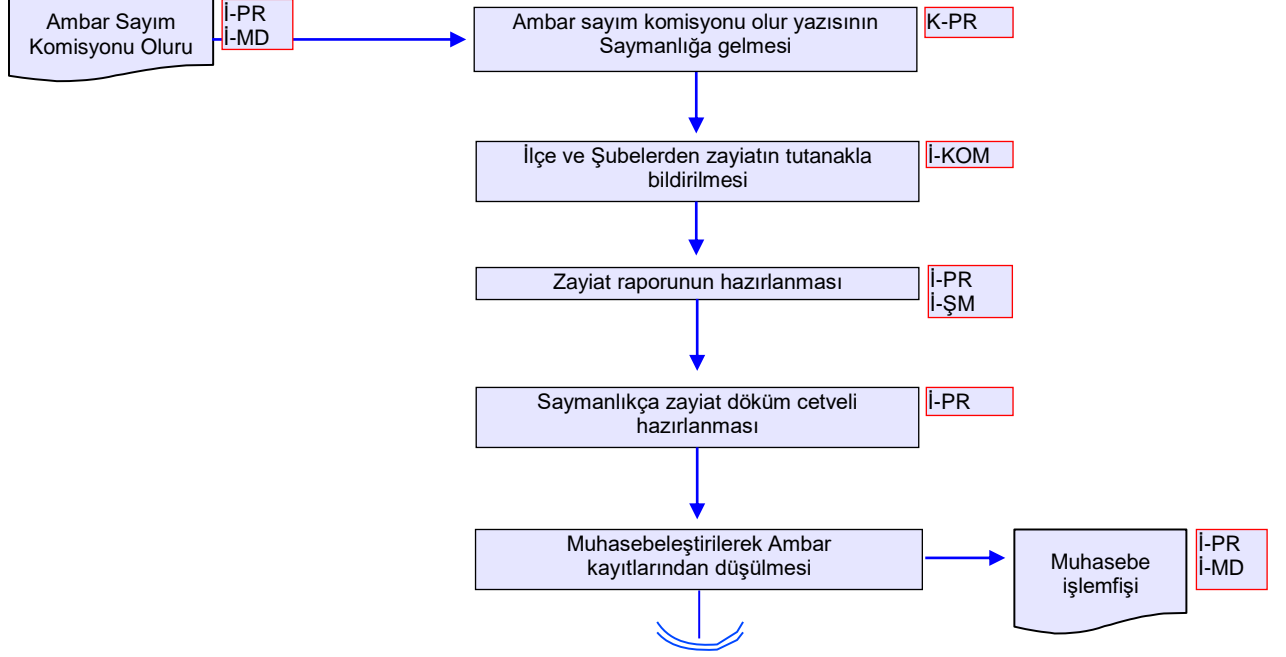 Ambar Sayım
Komisyonu Oluru
İ-PR
İ-MD
Ambar sayım komisyonu olur yazısının
Saymanlığa gelmesi
K-PR
İlçe ve Şubelerden zayiatın tutanakla
bildirilmesi
İ-KOM
Zayiat raporunun hazırlanması
İ-PR
İ-ŞM
Saymanlıkça zayiat döküm cetveli
hazırlanması
İ-PR
Muhasebeleştirilerek Ambar
kayıtlarından düşülmesi
Muhasebe
işlemfişi
İ-PR
İ-MD